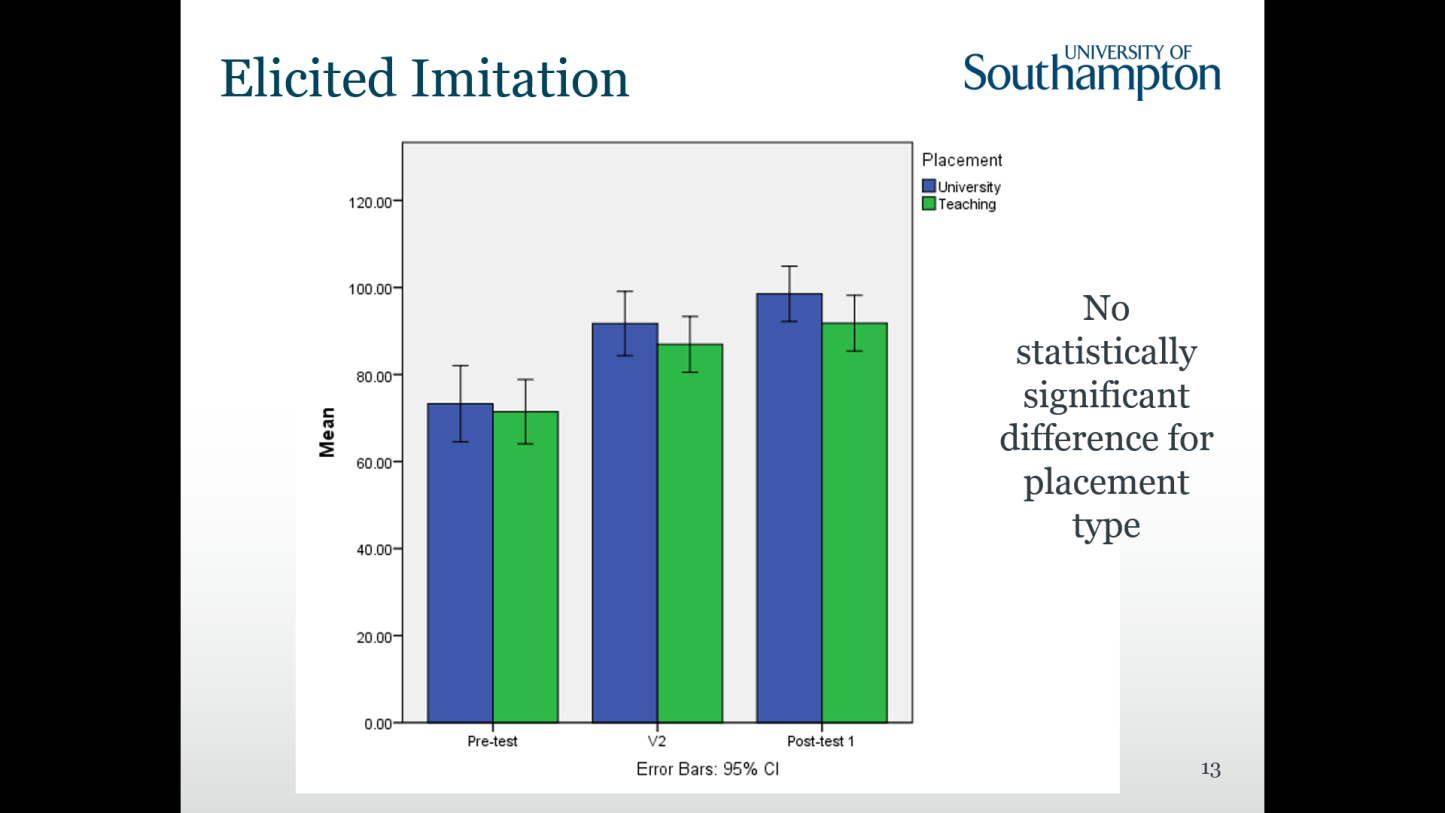 Elicited Imitation
UNIVERSITY OF
Southampton
Placement
University
Teaching
120.00
100.00
80.00
60.00
40.00
20.00
0.00
Mean
Pre-test
V2
Post-test 1
Error Bars: 95% CI
No
statistically
significant
difference for
placement
type
13